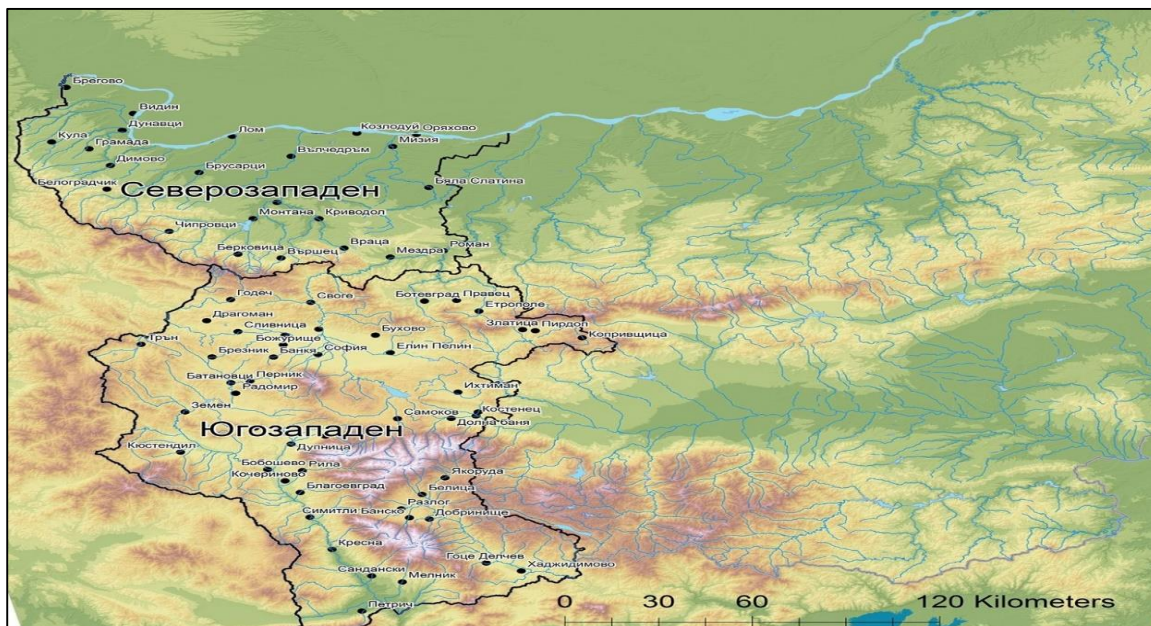 Брегово
Видин
Дунавци
Кула
Грамада
Димово
Белоградчик
Лом
Брусарци
Вълчедръм
Козлодуй
Оряхово
Мизия
Бяла Слатина
Северозападен
Монтана
Криводол
Чипровци
Берковица
Вършец
Враца
Мездра
Роман
Годеч
Своге
Ботевград
Правец
Етрополе
Драгоман
Сливница
Бухово
Златица
Пирдоп
Копривщица
Трън
Божурище
Брезник
Банкя
София
Елин Пелин
Батановци
Перник
Радомир
Ихтиман
Земен
Самоков
Костенец
Долна баня
Югозападен
Кюстендил
Дупница
Бобошево
Рила
Кочериново
Якоруда
Благоевград
Белица
Разлог
Симитли
Банско
Добринище
Кресна
Гоце Делчев
Хаджидимово
Сандански
Мелник
Петрич
0 30 60 120 Kilometers